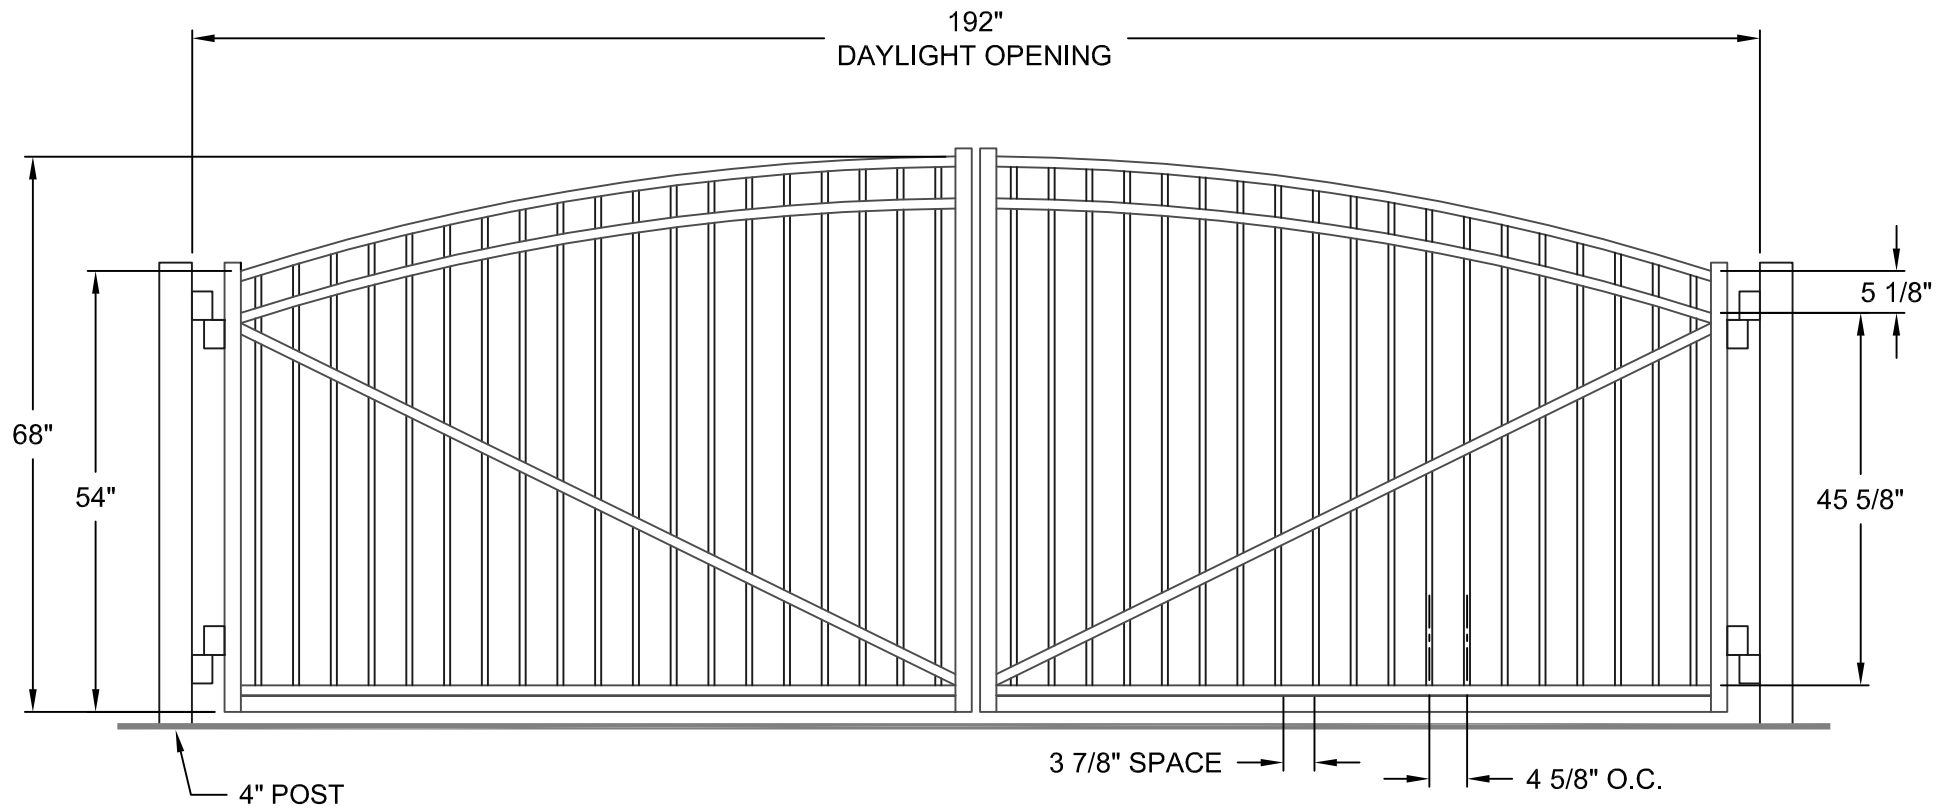 192"
DAYLIGHT OPENING
5 1/8"
68"
54"
45 5/8"
3 7/8" SPACE
4 5/8" O.C.
4" POST